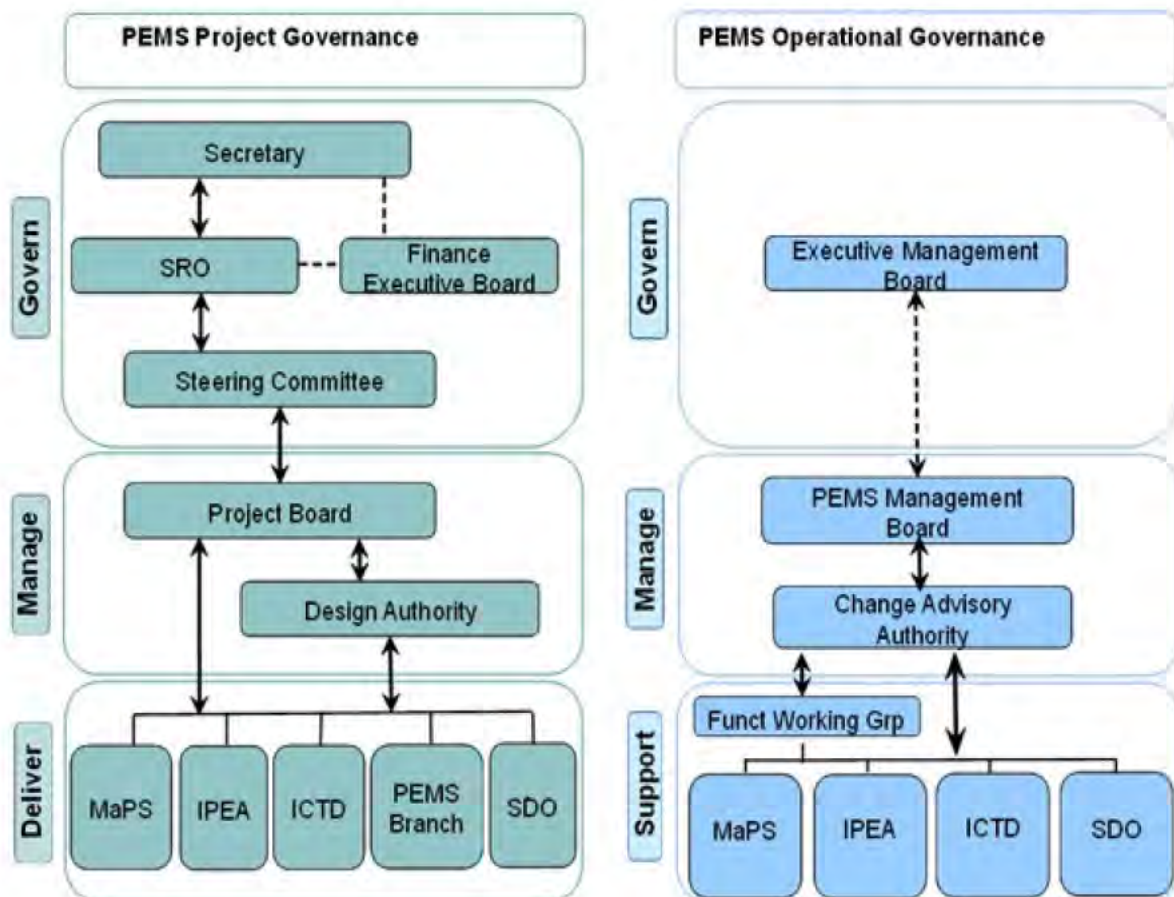 PEMS Project Governance
Govern
Secretary
SRO
Finance
Executive Board
Steering Committee
Manage
Project Board
Design Authority
Deliver
MaPS
IPEA
ICTD
PEMS
Branch
SDO
PEMS Operational Governance
Govern
Executive Management
Board
Manage
PEMS Management
Board
Change Advisory
Authority
Support
Funct Working Grp
MaPS
IPEA
ICTD
SDO